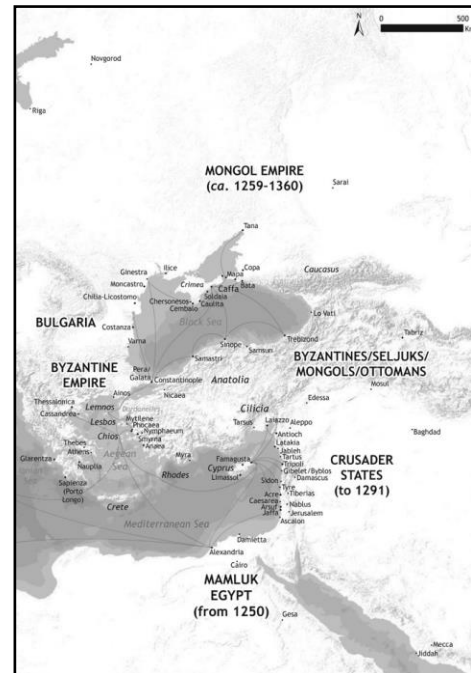 N
0
500
Km
Novgorod
Riga
MONGOL EMPIRE
(ca. 1259-1360)
Sarai
Tana
Ginestra
Ilice
Mapa
Copa
Moncastro
Crimea
Caffa
Bata
Caucasus
Soldaia
Chilia-Licostomo
Chersonesos
Cembalo
Caulita
Lo Vati
BULGARIA
Costanza
Black Sea
Varna
Trebizond
Sinope
Samsun
Tabriz
Pera/
Galata
Samastri
BYZANTINES/SELJUKS/
MONGOLS/OTTOMANS
BYZANTINE
EMPIRE
Constantinople
Ainos
Nicaea
Anatolia
Mosul
Thessalonica
Lemnos
Edessa
Cassandrea
Lesbos
Mytilene
Phocaea
Cilicia
Chios
Nymphaeum
Tarsus
Laiazzo
Aleppo
Thebes
Smyrna
Anaea
Antioch
Baghdad
Athens
Aegean
Sea
Latakia
Glarentza
Myra
Jableh
Nauplia
Famagusta
Tartus
Rhodes
Cyprus
Tripoli
CRUSADER
STATES
(to 1291)
Sapienza
(Porto
Longo)
Limassol
Gibelet/Byblos
Sidon
Damascus
Tyre
Crete
Acre
Tiberias
Caesarea
Arsuf
Nablus
Mediterranean Sea
Jaffa
Jerusalem
Ascalon
Damietta
Alexandria
Cairo
MAMLUK
EGYPT
(from 1250)
Gesa
Mecca
Jiddah